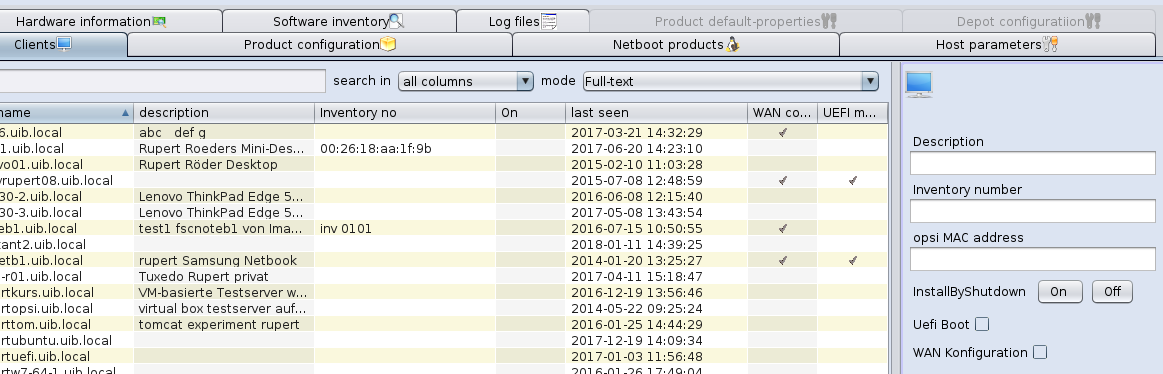 Hardware information Software inventory Log files Product default-properties Depot configuratiion
Clients Product configuration Netboot products Host parameters
search in all columns mode Full-text
name description Inventory no On last seen WAN co... UEFI m...
6.uib.local abc def g 2017-03-21 14:32:29
1.uib.local Rupert Roeders Mini-Des... 00:26:18:aa:1f:9b 2017-06-20 14:23:10
vo01.uib.local Rupert Röder Desktop 2015-02-10 11:03:28
vrupert08.uib.local 2015-07-08 12:48:59
30-2.uib.local Lenovo ThinkPad Edge 5... 2016-06-08 12:15:40
30-3.uib.local Lenovo ThinkPad Edge 5... 2017-05-08 13:43:54
eb1.uib.local test1 fscnoteb1 von Ima... inv 0101 2016-07-15 10:50:55
tant2.uib.local 2018-01-11 14:39:25
etb1.uib.local rupert Samsung Netbook 2014-01-20 13:25:27
-r01.uib.local Tuxedo Rupert privat 2017-04-11 15:18:47
rtkurs.uib.local VM-basierte Testserver w... 2016-12-19 13:56:46
rtopsi.uib.local virtual box testserver auf... 2014-05-22 09:25:24
rttom.uib.local tomcat experiment rupert 2016-01-25 14:44:29
rtubuntu.uib.local 2017-12-19 14:09:34
rtuefi.uib.local 2017-01-03 11:56:48
rtw7-64-1.uib.local 2016-01-26 17:49:04
Description
Inventory number
opsi MAC address
InstallByShutdown On Off
Uefi Boot
WAN Konfiguration